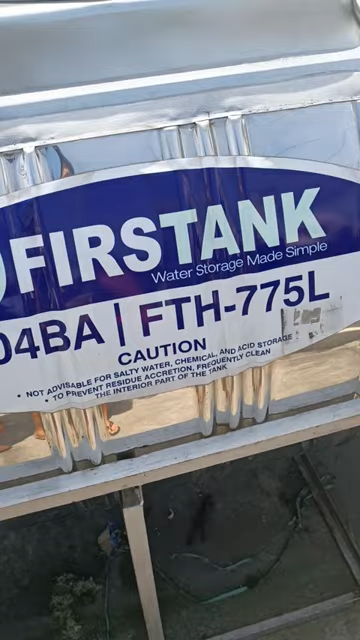 FIRSTANK
Water Storage Made Simple
04BA | FTH-775L
CAUTION
• NOT ADVISABLE FOR SALTY WATER, CHEMICAL, AND ACID STORAGE
• TO PREVENT RESIDUE ACCRETION, FREQUENTLY CLEAN
THE INTERIOR PART OF THE TANK